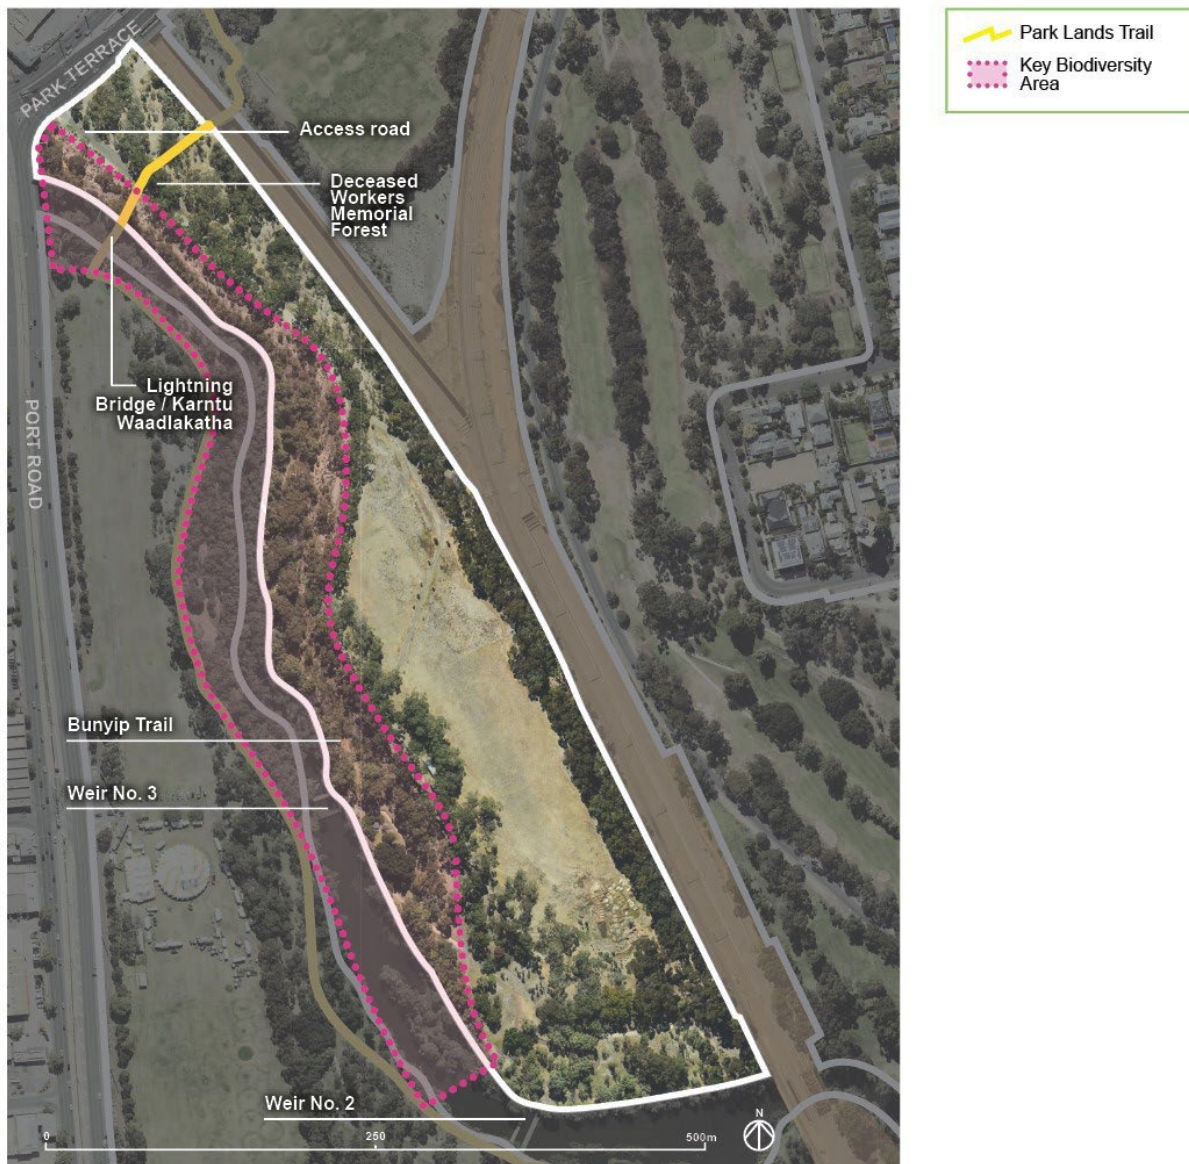 Park Lands Trail
Key Biodiversity
Area
PARK TERRACE
Access road
Deceased
Workers
Memorial
Forest
Lightning
Bridge / Karntu
Waadlakatha
PORT ROAD
Bunyip Trail
Weir No. 3
Weir No. 2
0
250
500m
N